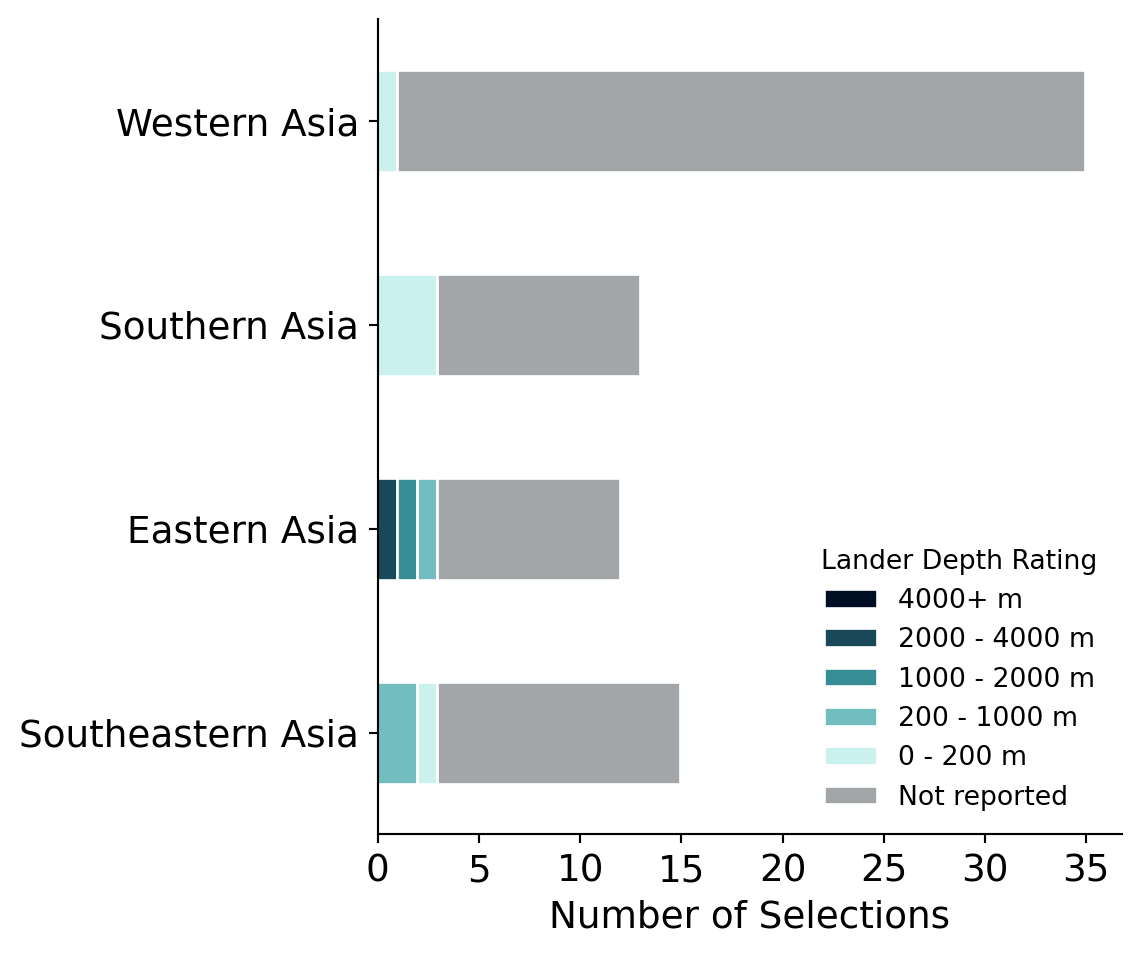 Western Asia
Southern Asia
Eastern Asia
Southeastern Asia
Lander Depth Rating
4000+ m
2000 - 4000 m
1000 - 2000 m
200 - 1000 m
0 - 200 m
Not reported
0 5 10 15 20 25 30 35
Number of Selections